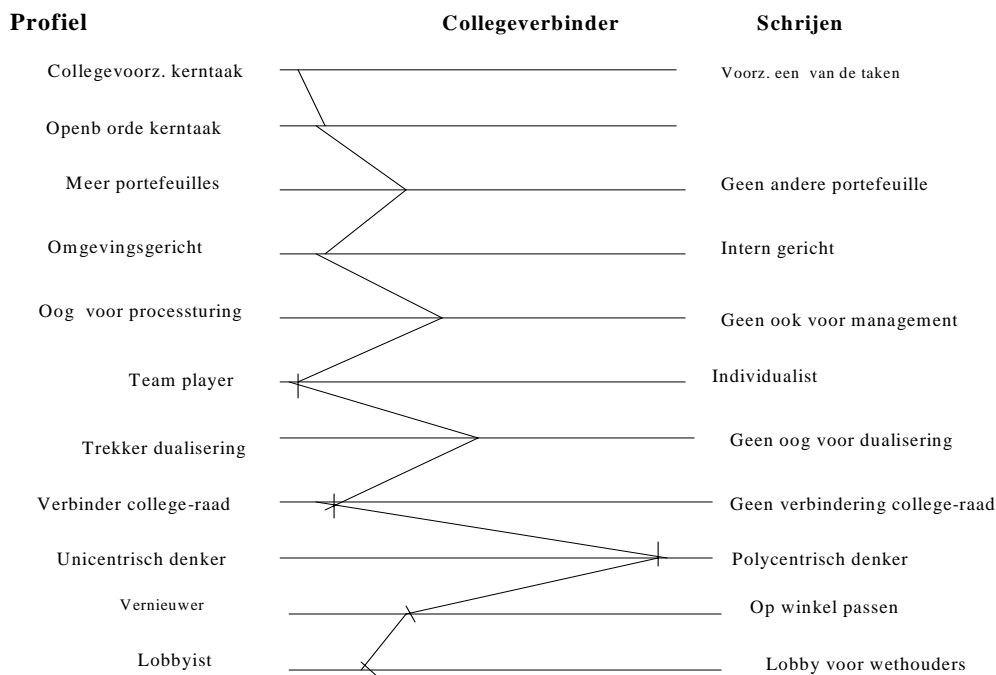 Profiel Collegeverbinder Schrijen
Collegevoorz. kerntaak Voorz. een van de taken
Openb orde kerntaak
Meer portefeuilles Geen andere portefeuille
Omgevingsgericht Intern gericht
Oog voor processturing Geen ook voor management
Team player Individualist
Trekker dualisering Geen oog voor dualisering
Verbinder college-raad Geen verbindering college-raad
Unicentrisch denker Polycentrisch denker
Vernieuwer Op winkel passen
Lobbyist Lobby voor wethouders